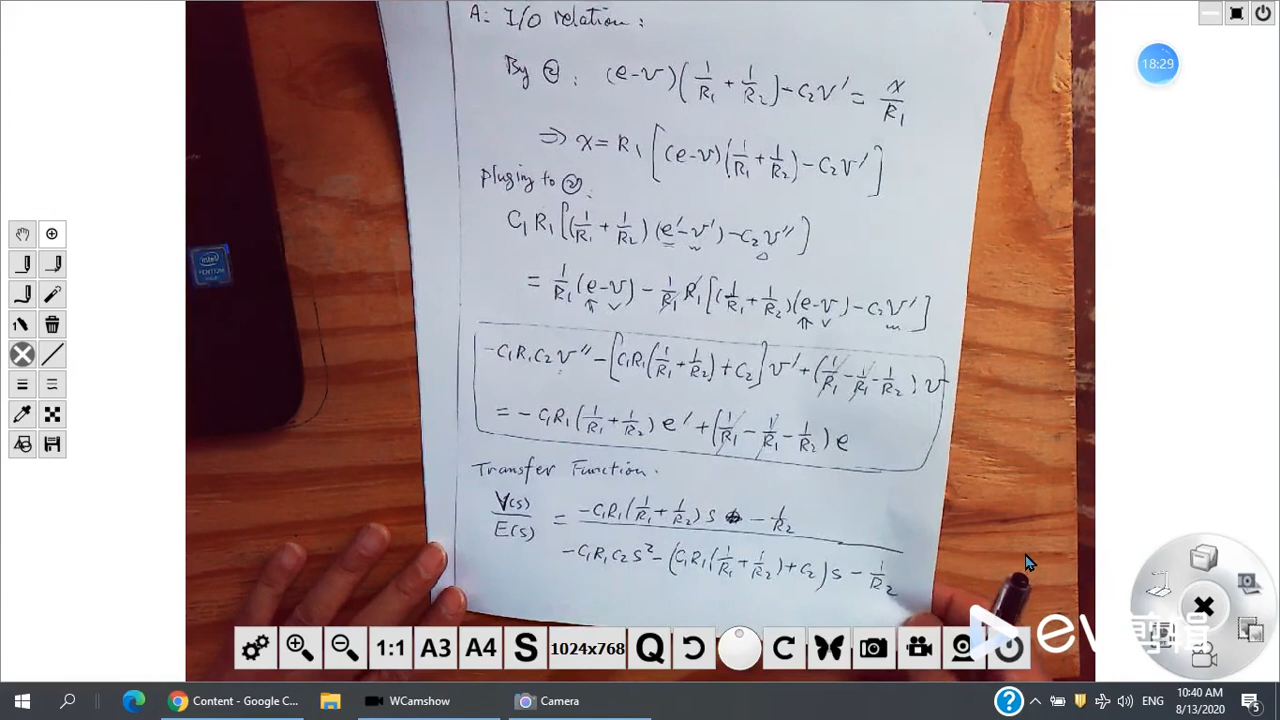 A: I/O relation:
18:29
By ②: (e-v)(1/R₁ + 1/R₂) - C₂v' = x/R₁
⇒ x = R₁[(e-v)(1/R₁ + 1/R₂) - C₂v']
pluging to ②:
C₁R₁[(1/R₁ + 1/R₂)(e'-v') - C₂v'']
= 1/R₁(e-v) - 1/R₁ R₁[(1/R₁ + 1/R₂)(e-v) - C₂v']
-C₁R₁C₂v'' - [C₁R₁(1/R₁ + 1/R₂) + C₂]v' + (1/R₁ - 1/R₁ - 1/R₂)v
= -C₁R₁(1/R₁ + 1/R₂)e' + (1/R₁ - 1/R₁ - 1/R₂)e
Transfer Function.
V(s)/E(s) = (-C₁R₁(1/R₁ + 1/R₂)s - 1/R₂)/(-C₁R₁C₂s² - (C₁R₁(1/R₁ + 1/R₂) + C₂)s - 1/R₂)
intel
PENTIUM
1:1 A3 A4 S 1024x768 Q
Content - Google C... WCamshow Camera
? ENG 10:40 AM
8/13/2020 5